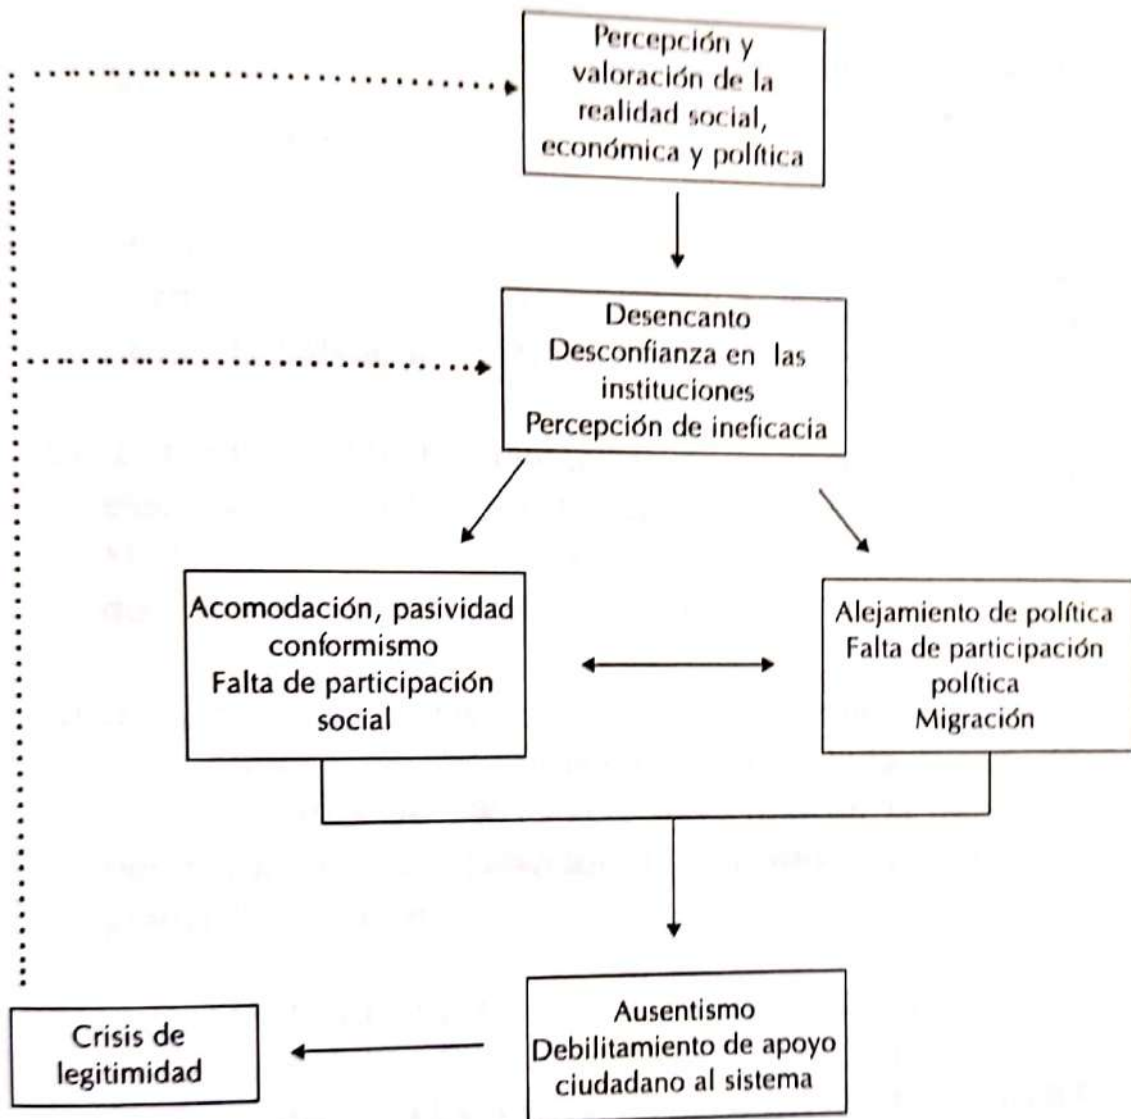 Percepción y
valoración de la
realidad social,
económica y política
Desencanto
Desconfianza en las
instituciones
Percepción de ineficacia
Acomodación, pasividad
conformismo
Falta de participación
social
Alejamiento de política
Falta de participación
política
Migración
Ausentismo
Debilitamiento de apoyo
ciudadano al sistema
Crisis de
legitimidad